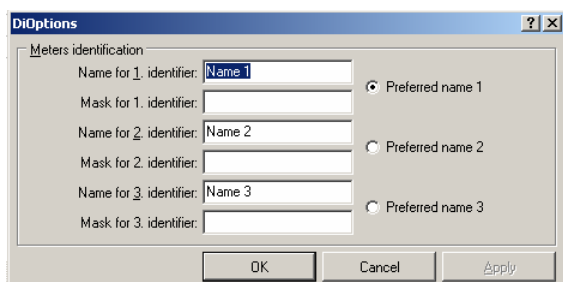 DiOptions
Meters identification
Name for 1. identifier: Name 1
Preferred name 1
Mask for 1. identifier:
Name for 2. identifier: Name 2
Preferred name 2
Mask for 2. identifier:
Name for 3. identifier: Name 3
Preferred name 3
Mask for 3. identifier:
OK Cancel Apply